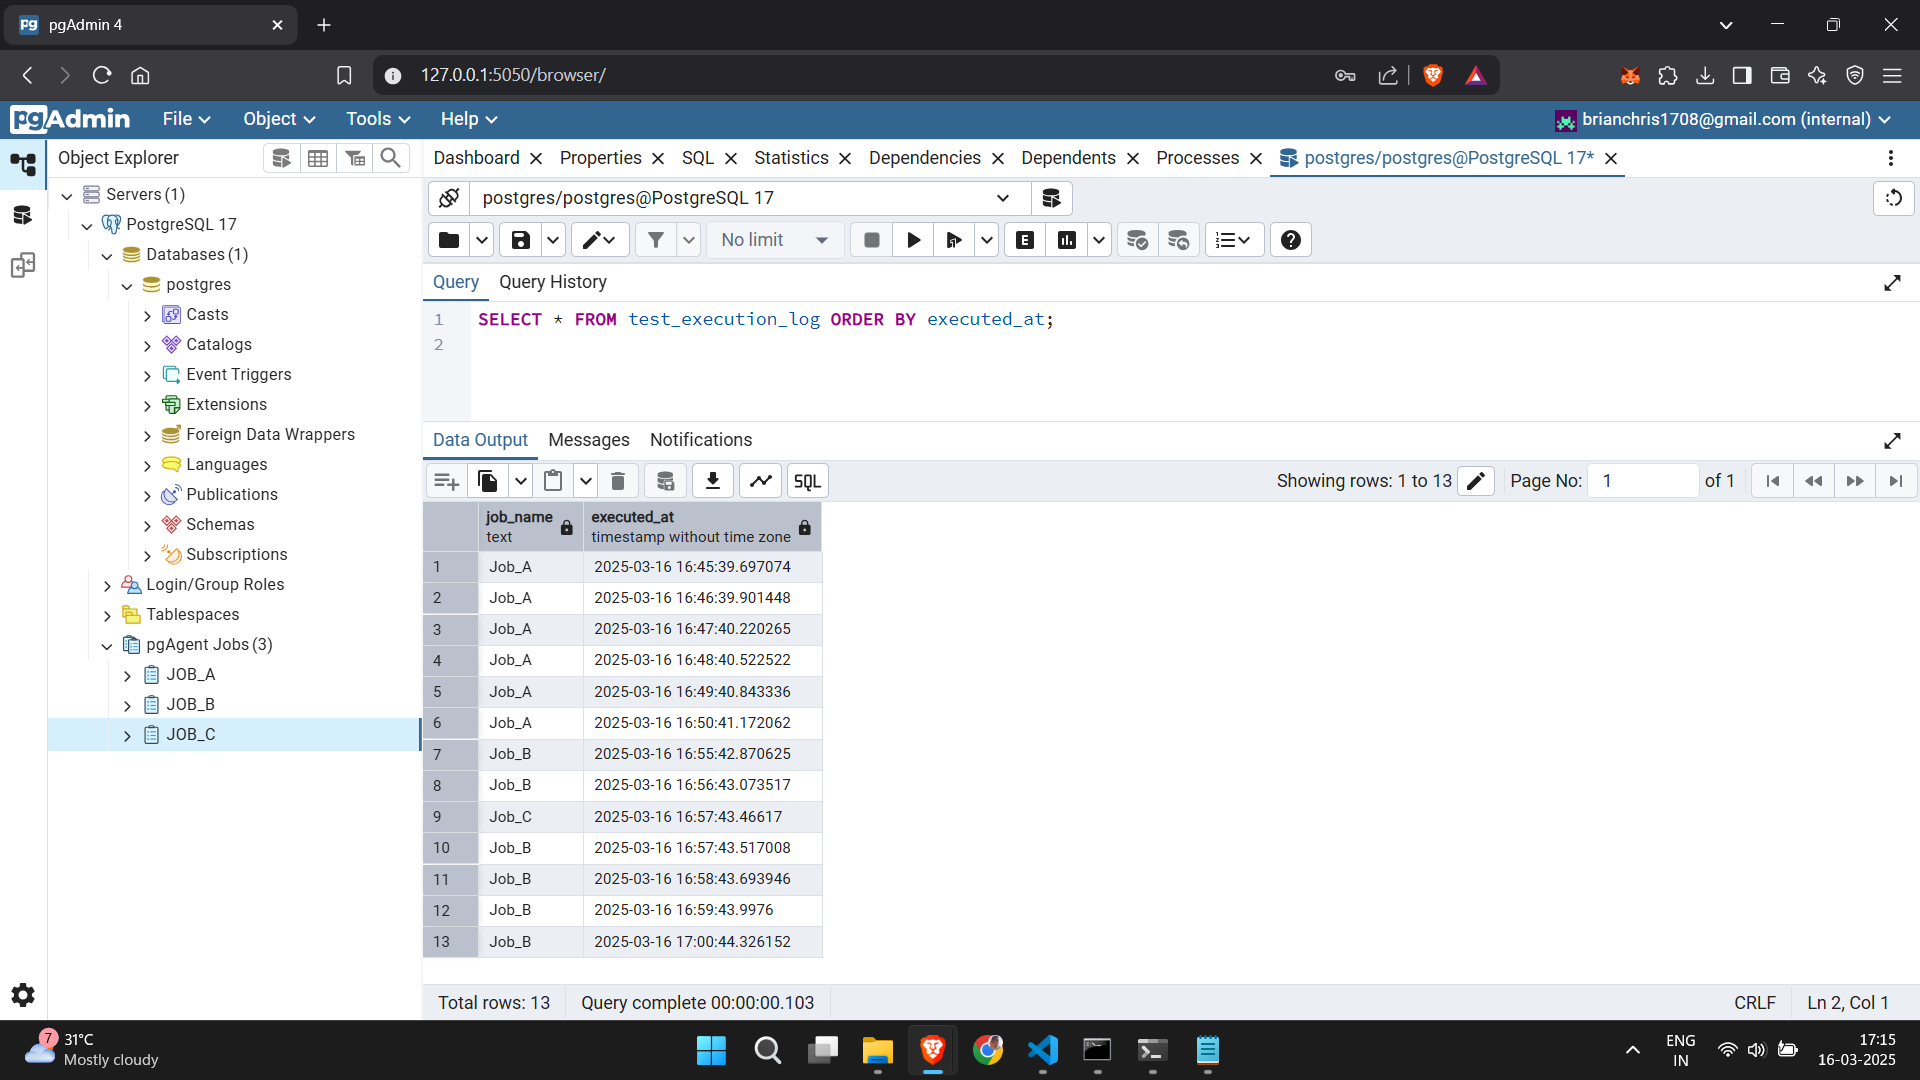 pgAdmin 4
127.0.0.1:5050/browser/
pgAdmin File Object Tools Help brianchris1708@gmail.com (internal)
Object Explorer
Dashboard Properties SQL Statistics Dependencies Dependents Processes postgres/postgres@PostgreSQL 17*
Servers (1)
PostgreSQL 17
Databases (1)
postgres
Casts
Catalogs
Event Triggers
Extensions
Foreign Data Wrappers
Languages
Publications
Schemas
Subscriptions
Login/Group Roles
Tablespaces
pgAgent Jobs (3)
JOB_A
JOB_B
JOB_C
postgres/postgres@PostgreSQL 17
No limit
E
Query Query History
1 SELECT * FROM test_execution_log ORDER BY executed_at;
2
Data Output Messages Notifications
SQL Showing rows: 1 to 13 Page No: 1 of 1
job_name executed_at
text timestamp without time zone
1 Job_A 2025-03-16 16:45:39.697074
2 Job_A 2025-03-16 16:46:39.901448
3 Job_A 2025-03-16 16:47:40.220265
4 Job_A 2025-03-16 16:48:40.522522
5 Job_A 2025-03-16 16:49:40.843336
6 Job_A 2025-03-16 16:50:41.172062
7 Job_B 2025-03-16 16:55:42.870625
8 Job_B 2025-03-16 16:56:43.073517
9 Job_C 2025-03-16 16:57:43.46617
10 Job_B 2025-03-16 16:57:43.517008
11 Job_B 2025-03-16 16:58:43.693946
12 Job_B 2025-03-16 16:59:43.9976
13 Job_B 2025-03-16 17:00:44.326152
Total rows: 13 Query complete 00:00:00.103 CRLF Ln 2, Col 1
7 31°C
Mostly cloudy
ENG
IN
17:15
16-03-2025